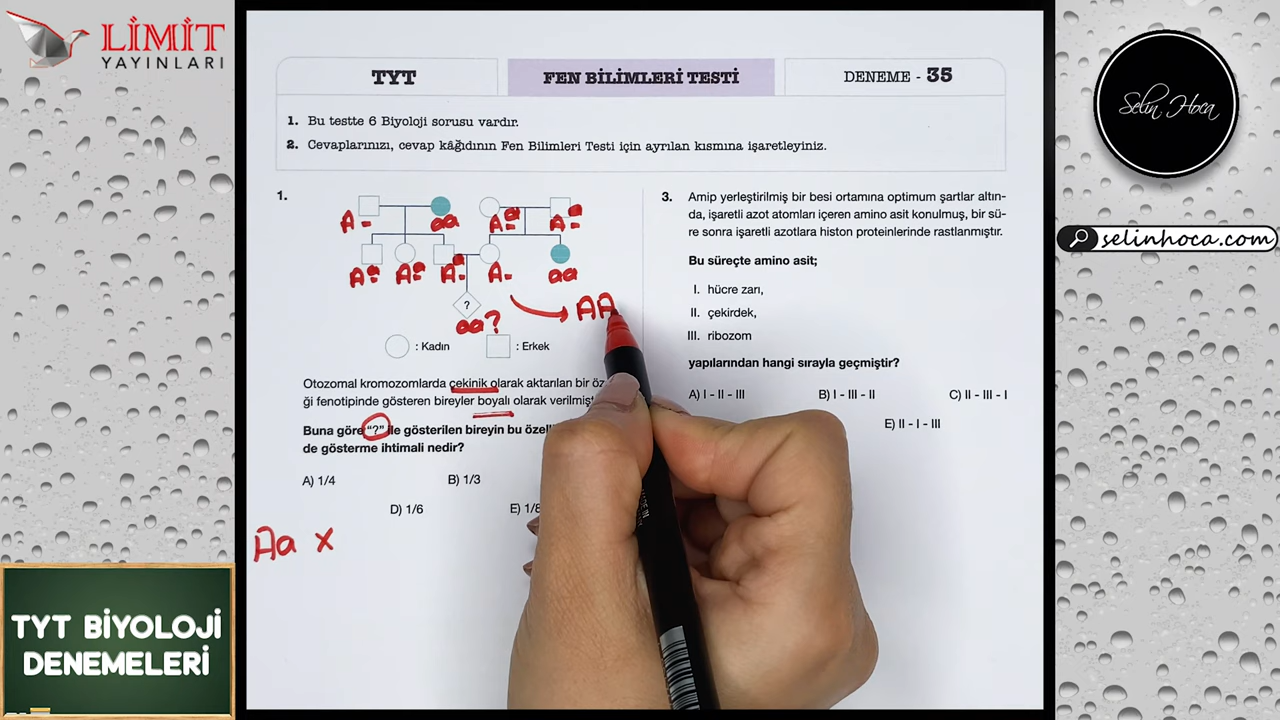 LİMİT
YAYINLARI
Selin Hoca
selinhoca.com
TYT BİYOLOJİ
DENEMELERİ
TYT
FEN BİLİMLERİ TESTİ
DENEME - 35
1. Bu testte 6 Biyoloji sorusu vardır.
2. Cevaplarınızı, cevap kâğıdının Fen Bilimleri Testi için ayrılan kısmına işaretleyiniz.
1.
A- aa Aa Aa
Aa Aa Aa A- aa
?
aa?
AA
: Kadın : Erkek
Otozomal kromozomlarda çekinik olarak aktarılan bir öz
ği fenotipinde gösteren bireyler boyalı olarak verilmişt
Buna göre "?" ile gösterilen bireyin bu özell
de gösterme ihtimali nedir?
A) 1/4 B) 1/3
D) 1/6 E) 1/8
Aa x
3. Amip yerleştirilmiş bir besi ortamına optimum şartlar altın-
da, işaretli azot atomları içeren amino asit konulmuş, bir sü-
re sonra işaretli azotlara histon proteinlerinde rastlanmıştır.
Bu süreçte amino asit;
I. hücre zarı,
II. çekirdek,
III. ribozom
yapılarından hangi sırayla geçmiştir?
A) I - II - III B) I - III - II C) II - III - I
E) II - I - III